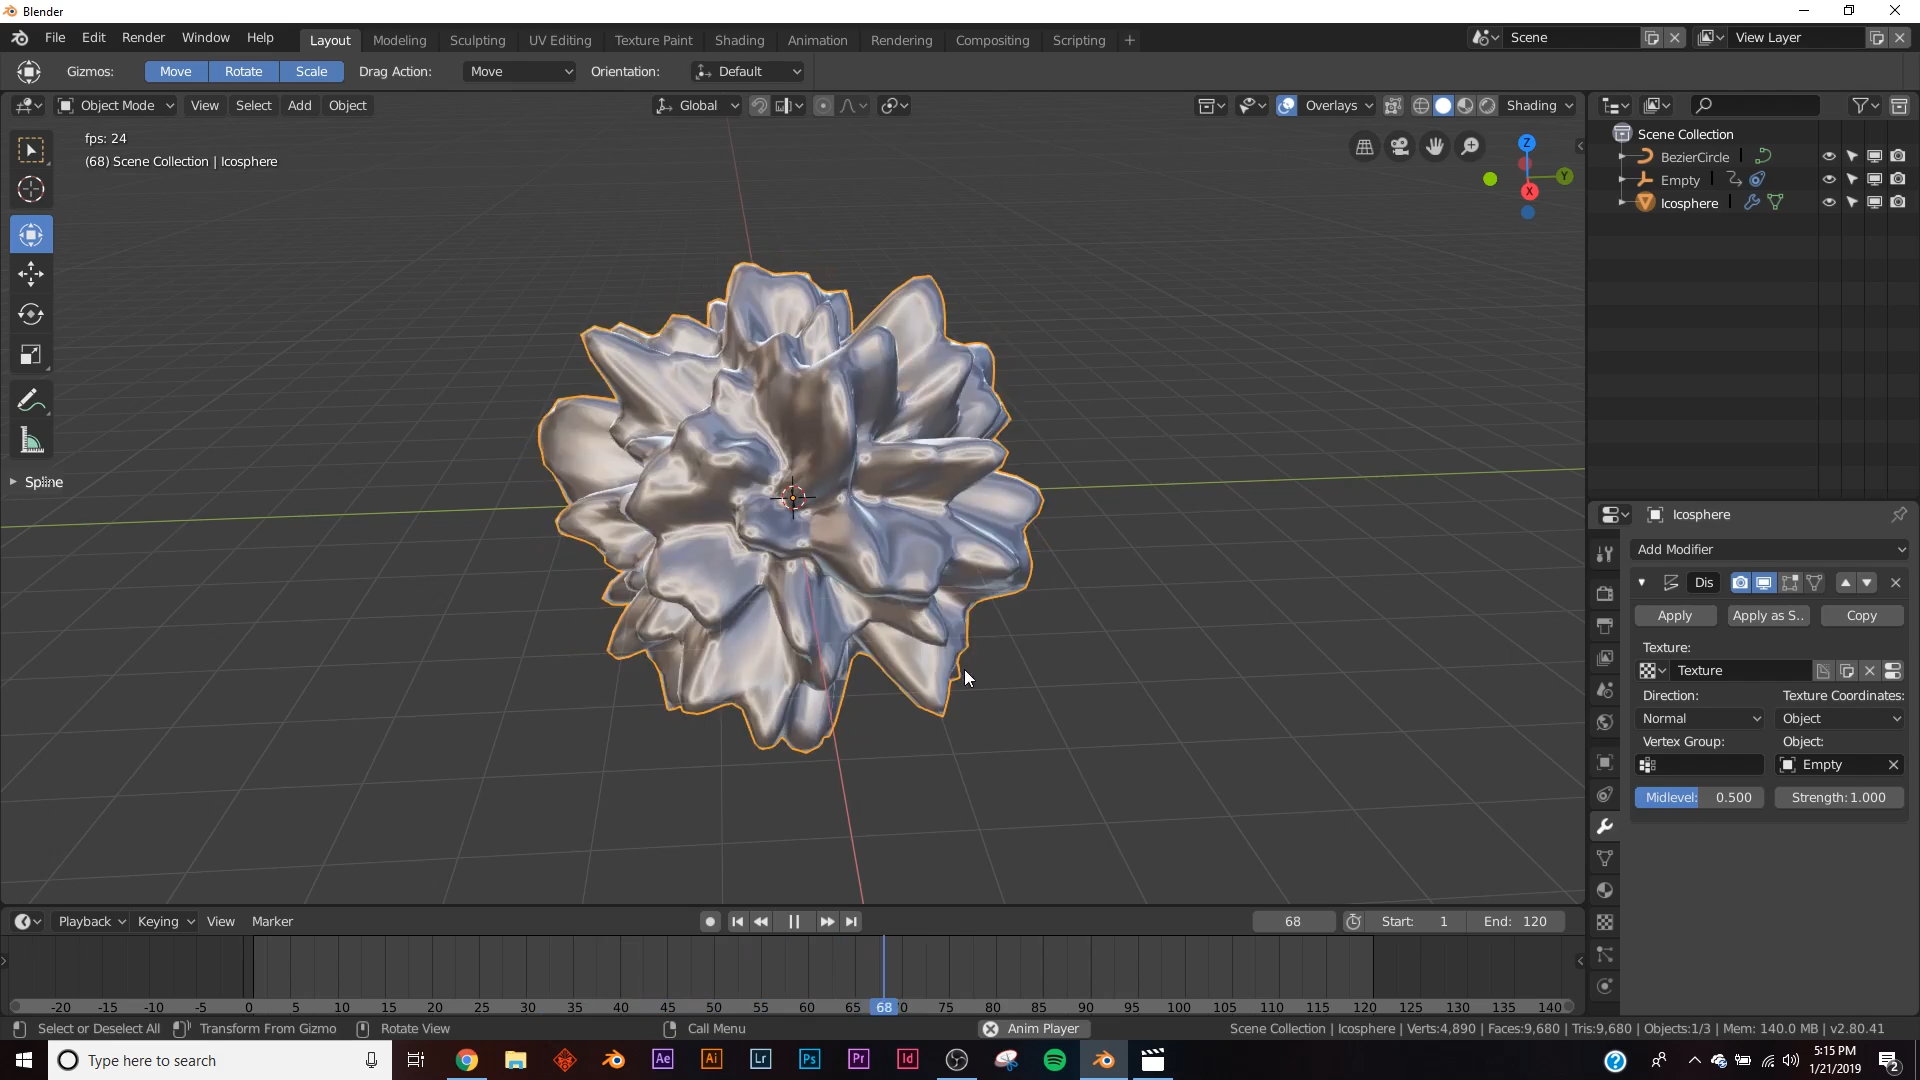 Blender
File Edit Render Window Help Layout Modeling Sculpting UV Editing Texture Paint Shading Animation Rendering Compositing Scripting + Scene View Layer
Gizmos: Move Rotate Scale Drag Action: Move Orientation: Default
Object Mode View Select Add Object Global Overlays Shading
fps: 24
(68) Scene Collection | Icosphere
Z
Y
X
Scene Collection
BezierCircle
Empty
Icosphere
Spline
Icosphere
Add Modifier
Dis
Apply Apply as S.. Copy
Texture:
Texture
Direction: Texture Coordinates:
Normal Object
Vertex Group: Object:
Empty
Midlevel: 0.500 Strength: 1.000
Playback Keying View Marker 68 Start: 1 End: 120
-20 -15 -10 -5 0 5 10 15 20 25 30 35 40 45 50 55 60 65 68 70 75 80 85 90 95 100 105 110 115 120 125 130 135 140
Select or Deselect All Transform From Gizmo Rotate View Call Menu Anim Player Scene Collection | Icosphere | Verts:4,890 | Faces:9,680 | Tris:9,680 | Objects:1/3 | Mem: 140.0 MB | v2.80.41
Type here to search Ae Ai Lr Ps Pr Id 5:15 PM
1/21/2019 2